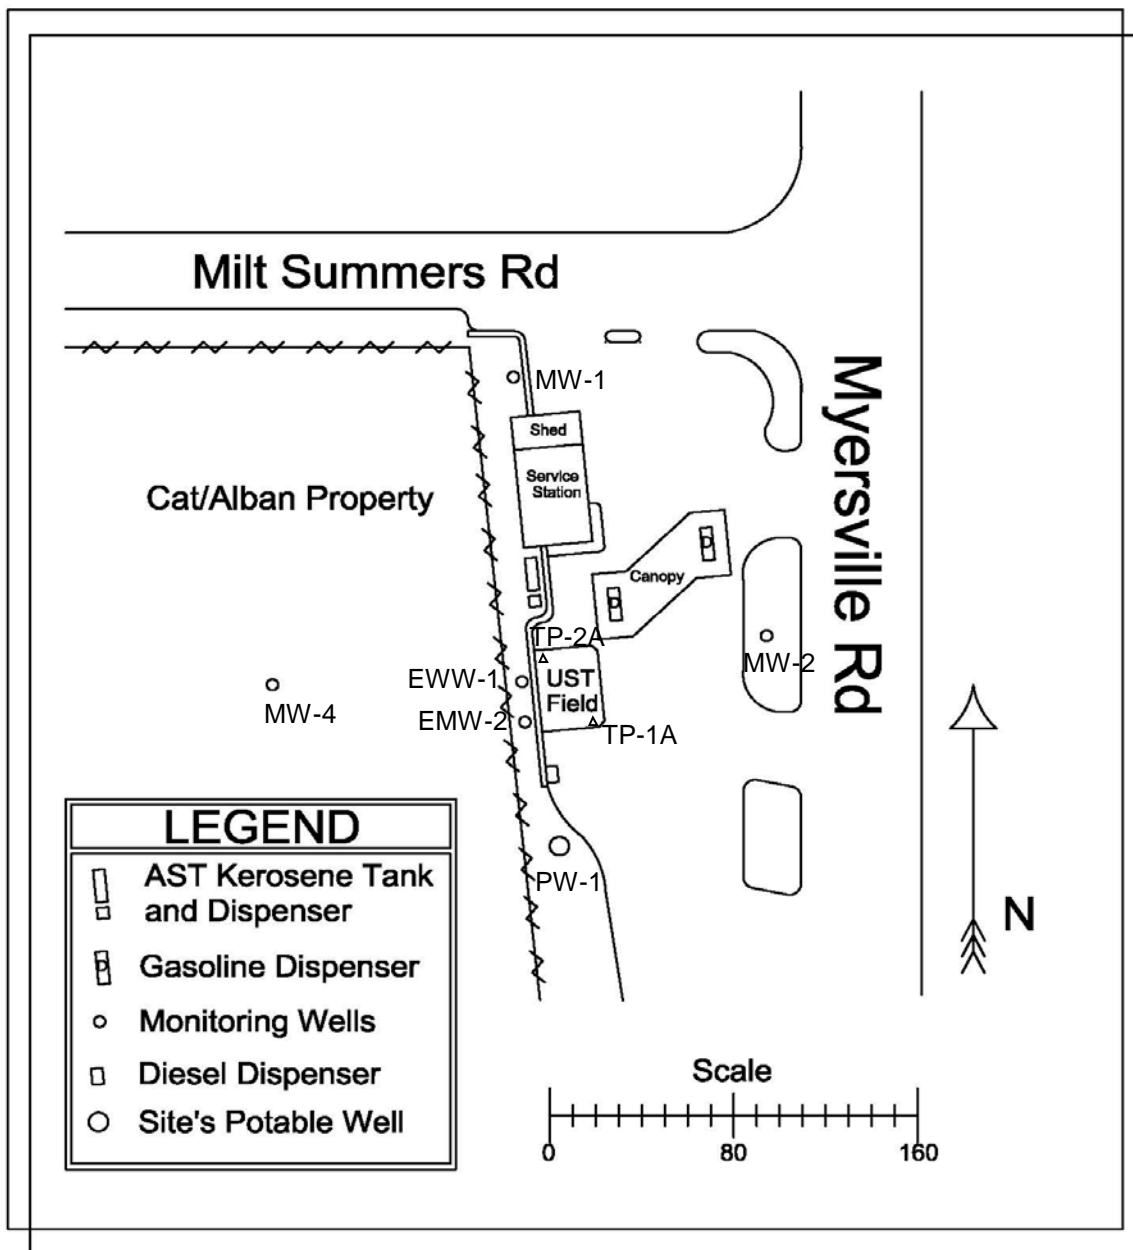 Milt Summers Rd
Myersville Rd
MW-1
Shed
Service
Station
Cat/Alban Property
D
Canopy
D
TP-2A
MW-2
EWW-1
UST
Field
MW-4
EMW-2
TP-1A
PW-1
LEGEND
AST Kerosene Tank
and Dispenser
D
Gasoline Dispenser
Monitoring Wells
Diesel Dispenser
Site's Potable Well
N
Scale
0 80 160